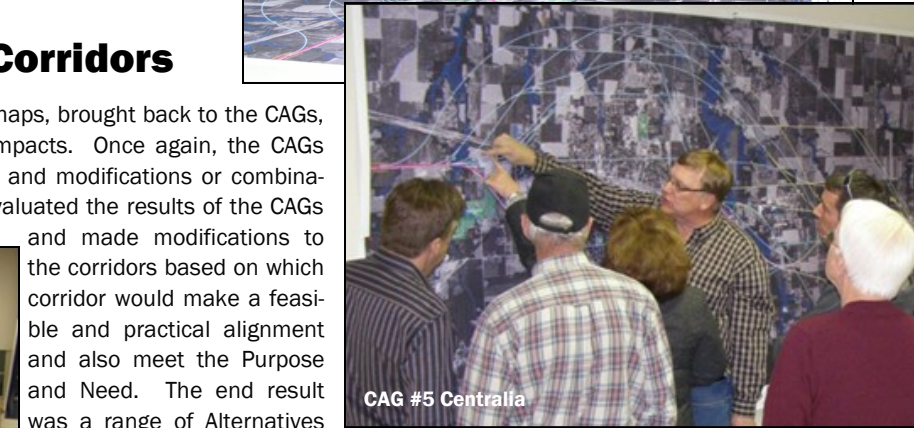 Corridors
maps, brought back to the CAGs,
mpacts. Once again, the CAGs
and modifications or combina-
valuated the results of the CAGs
and made modifications to
the corridors based on which
corridor would make a feasi-
ble and practical alignment
and also meet the Purpose
and Need. The end result
was a range of Alternatives
CAG #5 Centralia